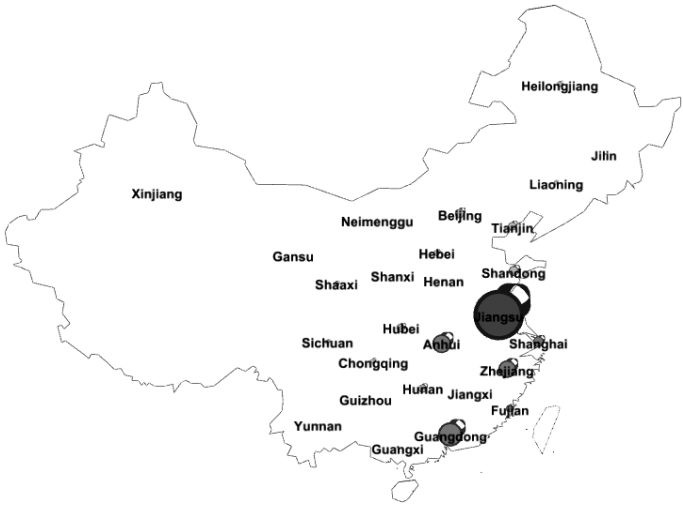 Heilongjiang
Jilin
Liaoning
Xinjiang
Beijing
Neimenggu
Tianjin
Hebei
Gansu
Shandong
Shanxi
Henan
Shaaxi
Jiangsu
Hubei
Sichuan
Anhui
Shanghai
Chongqing
Zhejiang
Hunan
Jiangxi
Guizhou
Fujian
Yunnan
Guangdong
Guangxi